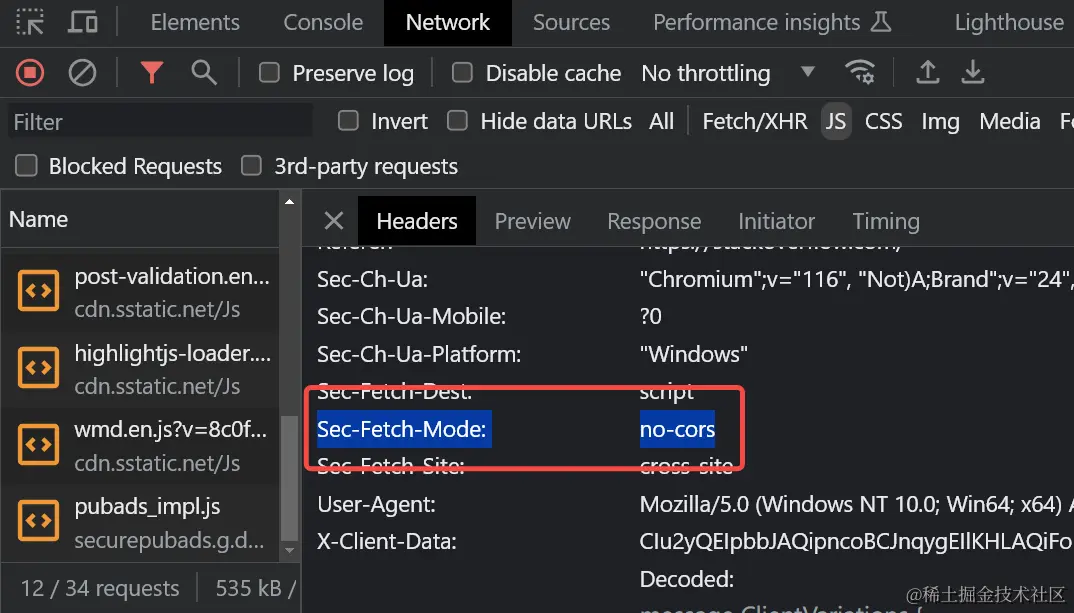 Elements Console Network Sources Performance insights Lighthouse
Preserve log Disable cache No throttling
Filter Invert Hide data URLs All Fetch/XHR JS CSS Img Media
Blocked Requests 3rd-party requests
Name
Headers Preview Response Initiator Timing
post-validation.en...
cdn.sstatic.net/Js
highlightjs-loader....
cdn.sstatic.net/Js
wmd.en.js?v=8c0f...
cdn.sstatic.net/Js
pubads_impl.js
securepubads.g.d...
12 / 34 requests 535 kB /
Referer: https://stackoverflow.com/
Sec-Ch-Ua: "Chromium";v="116", "Not)A;Brand";v="24",
Sec-Ch-Ua-Mobile: ?0
Sec-Ch-Ua-Platform: "Windows"
Sec-Fetch-Dest: script
Sec-Fetch-Mode: no-cors
Sec-Fetch-Site: cross-site
User-Agent: Mozilla/5.0 (Windows NT 10.0; Win64; x64)
X-Client-Data: CIu2yQEIpbbJAQipncoBCJnqygEIlKHLAQiFo
Decoded:
message ClientVariations {
@稀土掘金技术社区